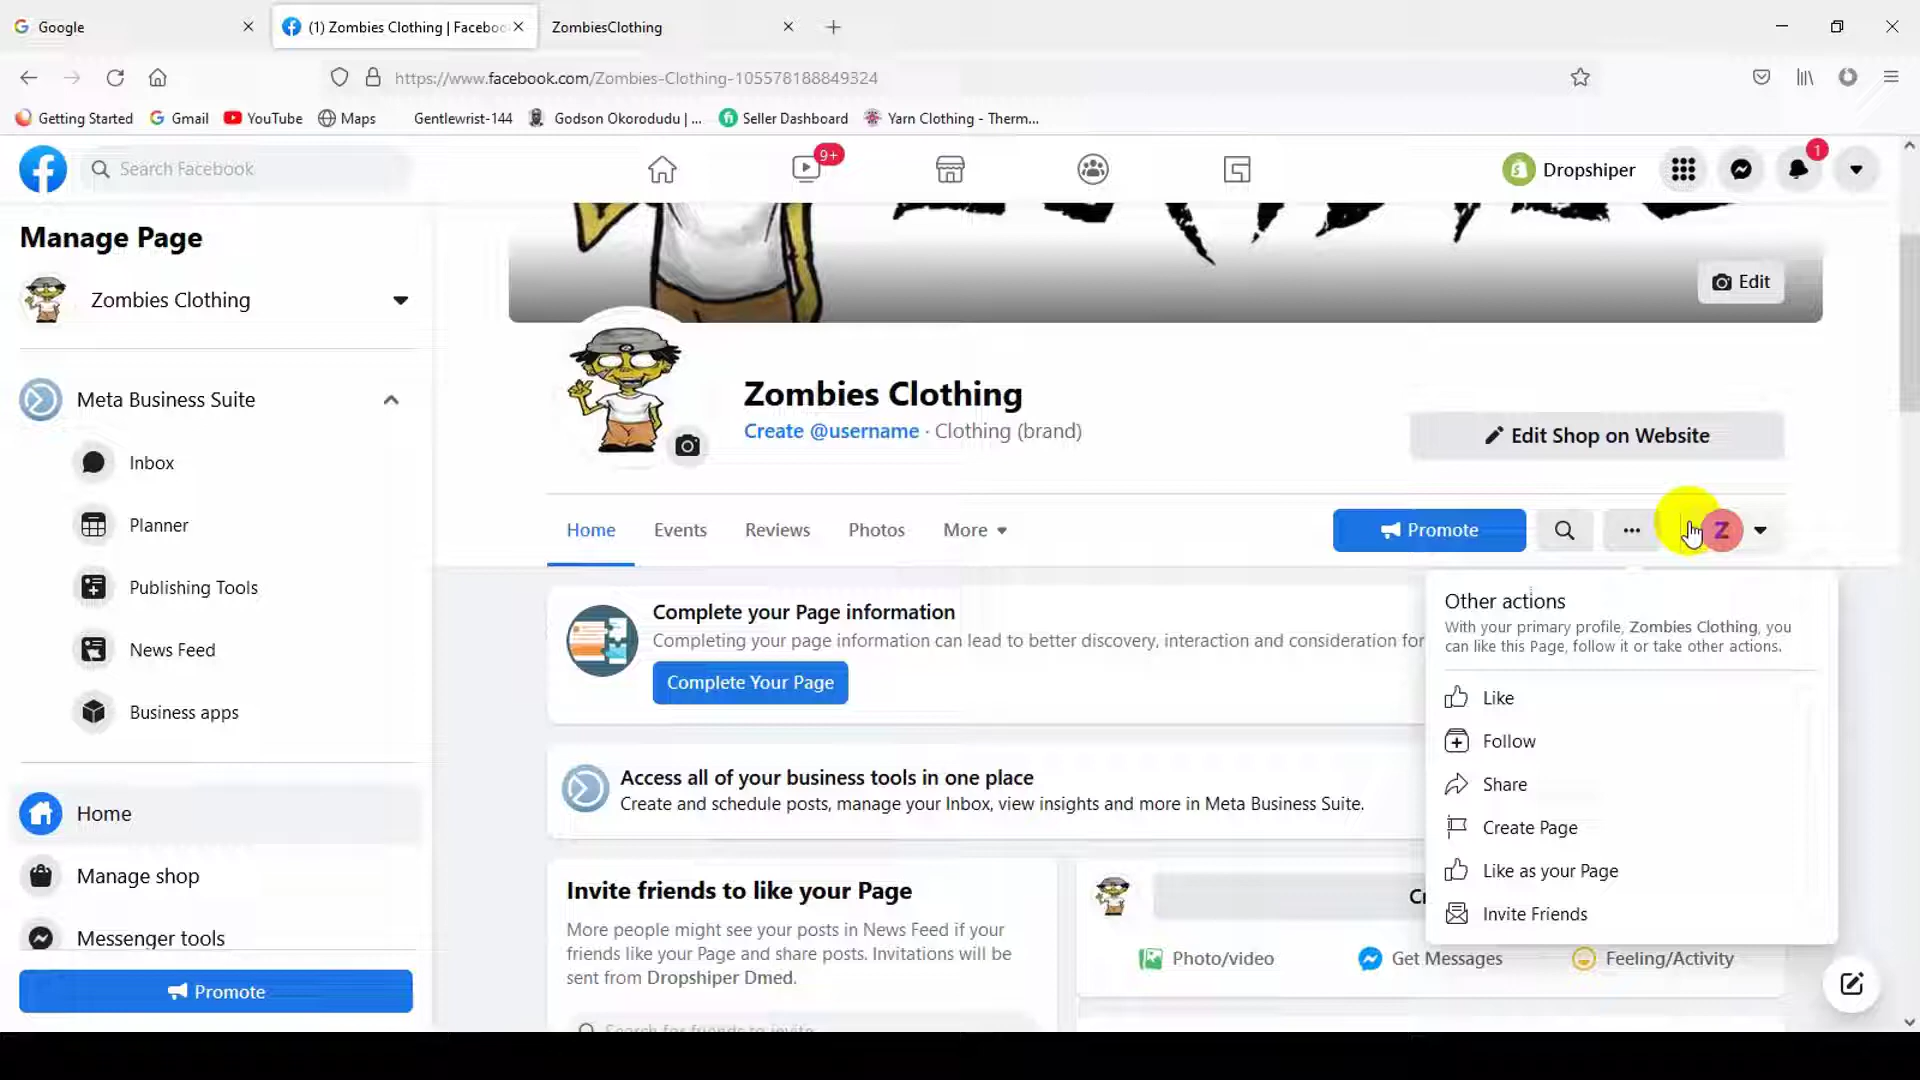 Google
(1) Zombies Clothing | Facebo
ZombiesClothing
https://www.facebook.com/Zombies-Clothing-105578188849324
Getting Started
Gmail
YouTube
Maps
Gentlewrist-144
Godson Okorodudu | ...
Seller Dashboard
Yarn Clothing - Therm...
Search Facebook
9+
Dropshiper
1
Manage Page
Zombies Clothing
Meta Business Suite
Inbox
Planner
Publishing Tools
News Feed
Business apps
Home
Manage shop
Messenger tools
Promote
Edit
Zombies Clothing
Create @username · Clothing (brand)
Edit Shop on Website
Home
Events
Reviews
Photos
More
Promote
Z
Complete your Page information
Completing your page information can lead to better discovery, interaction and consideration for
Complete Your Page
Access all of your business tools in one place
Create and schedule posts, manage your Inbox, view insights and more in Meta Business Suite.
Invite friends to like your Page
More people might see your posts in News Feed if your
friends like your Page and share posts. Invitations will be
sent from Dropshiper Dmed.
Search for friends to invite
Photo/video
Get Messages
Feeling/Activity
Other actions
With your primary profile, Zombies Clothing, you
can like this Page, follow it or take other actions.
Like
Follow
Share
Create Page
Like as your Page
Invite Friends